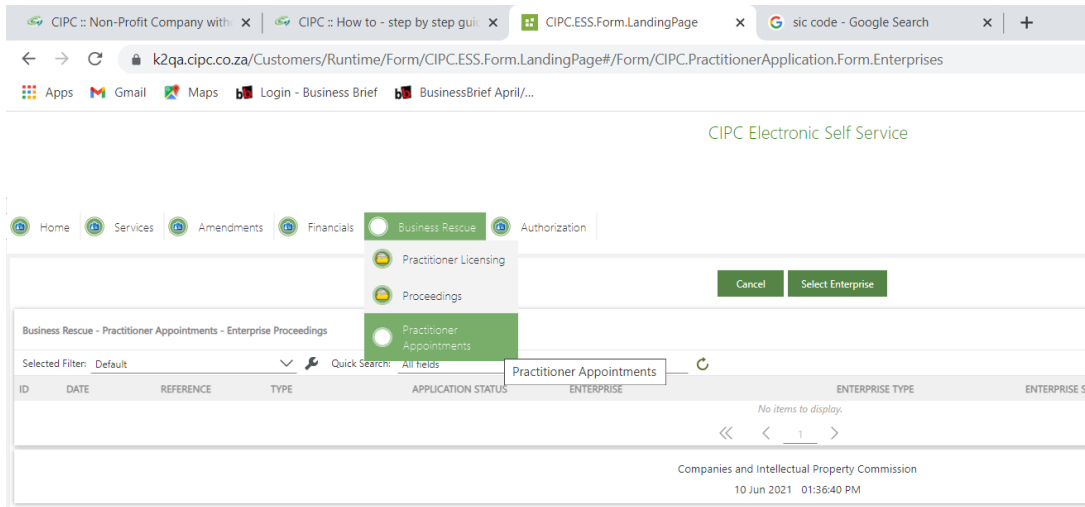 CIPC :: Non-Profit Company with
CIPC :: How to - step by step guid
CIPC.ESS.Form.LandingPage
sic code - Google Search
k2qa.cipc.co.za/Customers/Runtime/Form/CIPC.ESS.Form.LandingPage#/Form/CIPC.PractitionerApplication.Form.Enterprises
Apps
Gmail
Maps
Login - Business Brief
BusinessBrief April/...
CIPC Electronic Self Service
Home
Services
Amendments
Financials
Business Rescue
Authorization
Practitioner Licensing
Proceedings
Practitioner
Appointments
Practitioner Appointments
Cancel
Select Enterprise
Business Rescue - Practitioner Appointments - Enterprise Proceedings
Selected Filter: Default
Quick Search: All fields
ID DATE REFERENCE TYPE APPLICATION STATUS ENTERPRISE ENTERPRISE TYPE ENTERPRISE S
No items to display.
1
Companies and Intellectual Property Commission
10 Jun 2021 01:36:40 PM